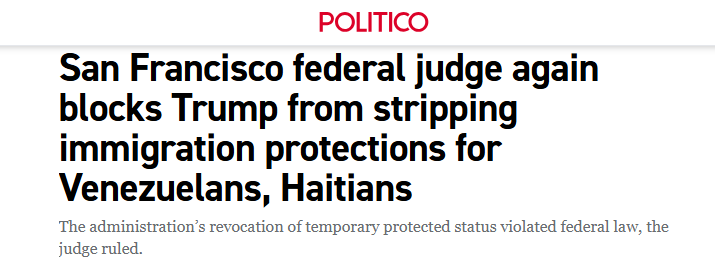 POLITICO
San Francisco federal judge again
blocks Trump from stripping
immigration protections for
Venezuelans, Haitians
The administration’s revocation of temporary protected status violated federal law, the
judge ruled.